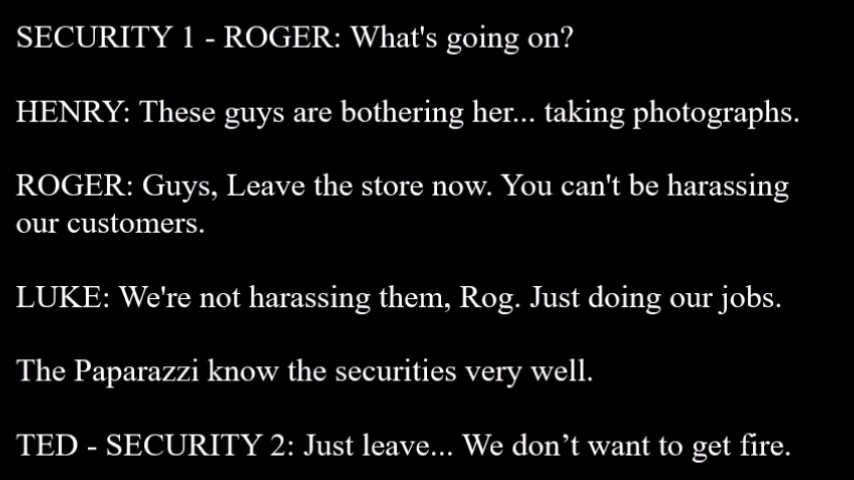 SECURITY 1 - ROGER: What's going on?
HENRY: These guys are bothering her... taking photographs.
ROGER: Guys, Leave the store now. You can't be harassing
our customers.
LUKE: We're not harassing them, Rog. Just doing our jobs.
The Paparazzi know the securities very well.
TED - SECURITY 2: Just leave... We don’t want to get fire.